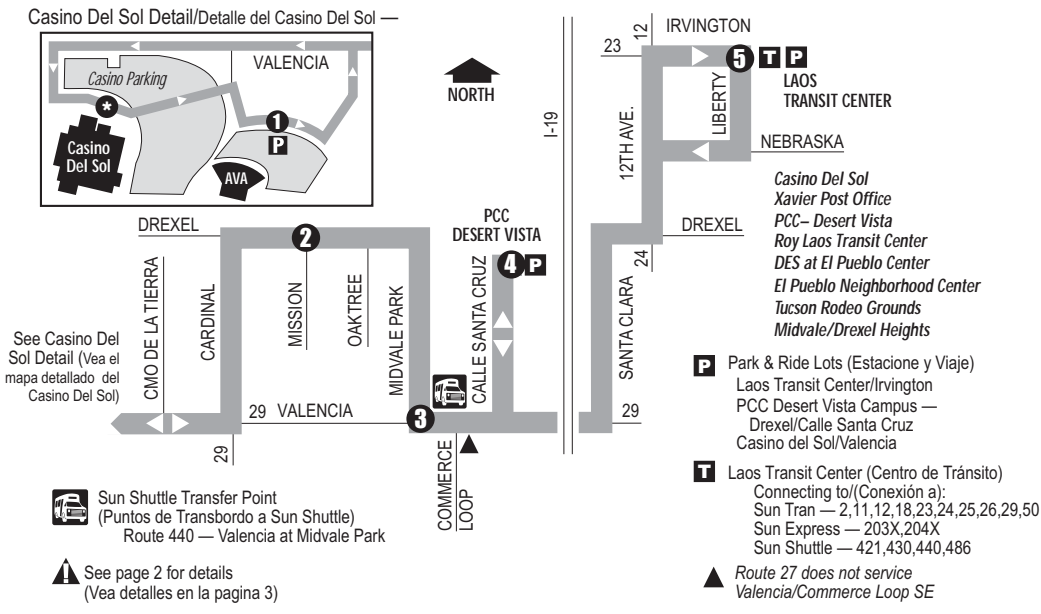 Casino Del Sol Detail/Detalle del Casino Del Sol —
VALENCIA
Casino Parking
*
Casino
Del Sol
1
P
AVA
NORTH
I-19
12
IRVINGTON
23
5 T P
LAOS
TRANSIT CENTER
LIBERTY
12TH AVE.
NEBRASKA
DREXEL
24
SANTA CLARA
29
Casino Del Sol
Xavier Post Office
PCC– Desert Vista
Roy Laos Transit Center
DES at El Pueblo Center
El Pueblo Neighborhood Center
Tucson Rodeo Grounds
Midvale/Drexel Heights
DREXEL
2
PCC
DESERT VISTA
4 P
CMO DE LA TIERRA
CARDINAL
MISSION
OAKTREE
MIDVALE PARK
CALLE SANTA CRUZ
See Casino Del
Sol Detail (Vea el
mapa detallado del
Casino Del Sol)
29 VALENCIA
3
29
COMMERCE
LOOP
P Park & Ride Lots (Estacione y Viaje)
Laos Transit Center/Irvington
PCC Desert Vista Campus —
Drexel/Calle Santa Cruz
Casino del Sol/Valencia
T Laos Transit Center (Centro de Tránsito)
Connecting to/(Conexión a):
Sun Tran — 2,11,12,18,23,24,25,26,29,50
Sun Express — 203X,204X
Sun Shuttle — 421,430,440,486
Route 27 does not service
Valencia/Commerce Loop SE
Sun Shuttle Transfer Point
(Puntos de Transbordo a Sun Shuttle)
Route 440 — Valencia at Midvale Park
! See page 2 for details
(Vea detalles en la pagina 3)